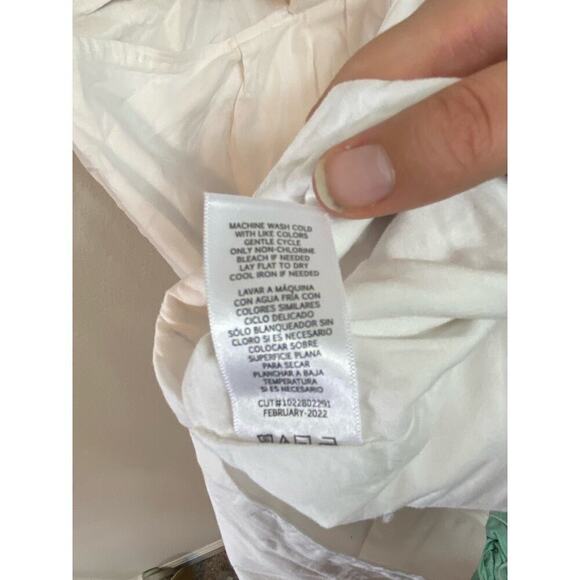 MACHINE WASH COLD
WITH LIKE COLORS
GENTLE CYCLE
ONLY NON-CHLORINE
BLEACH IF NEEDED
LAY FLAT TO DRY
COOL IRON IF NEEDED
LAVAR A MÁQUINA
CON AGUA FRÍA CON
COLORES SIMILARES
CICLO DELICADO
SÓLO BLANQUEADOR SIN
CLORO SI ES NECESARIO
COLOCAR SOBRE
SUPERFICIE PLANA
PARA SECAR
PLANCHAR A BAJA
TEMPERATURA
SI ES NECESARIO
CUT#1022802291
FEBRUARY-2022